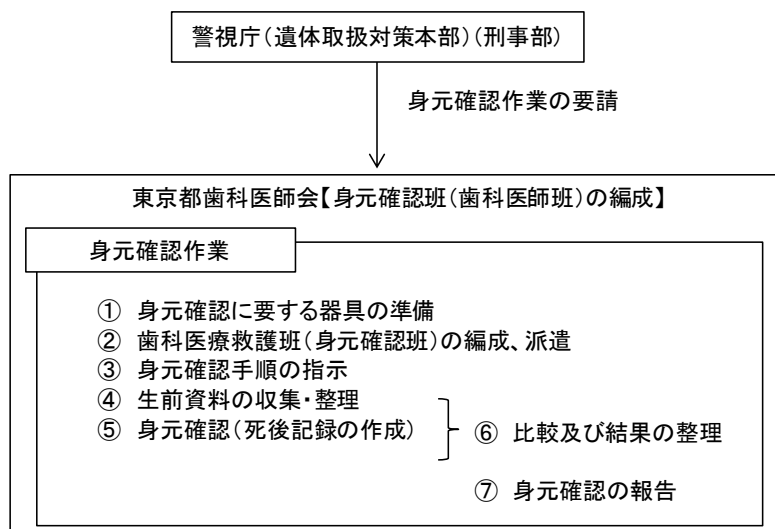 警視庁（遺体取扱対策本部）（刑事部）
身元確認作業の要請
東京都歯科医師会【身元確認班（歯科医師班）の編成】
身元確認作業
① 身元確認に要する器具の準備
② 歯科医療救護班（身元確認班）の編成、派遣
③ 身元確認手順の指示
④ 生前資料の収集・整理
⑤ 身元確認（死後記録の作成）
⑥ 比較及び結果の整理
⑦ 身元確認の報告